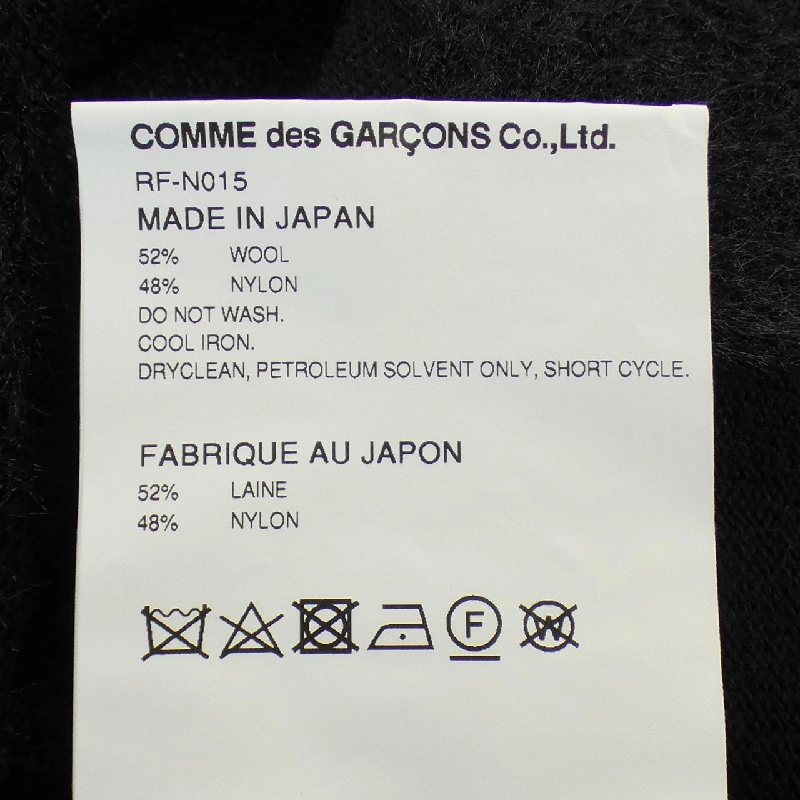 COMME des GARÇONS Co.,Ltd.
RF-N015
MADE IN JAPAN
52% WOOL
48% NYLON
DO NOT WASH.
COOL IRON.
DRYCLEAN, PETROLEUM SOLVENT ONLY, SHORT CYCLE.
FABRIQUE AU JAPON
52% LAINE
48% NYLON
F W